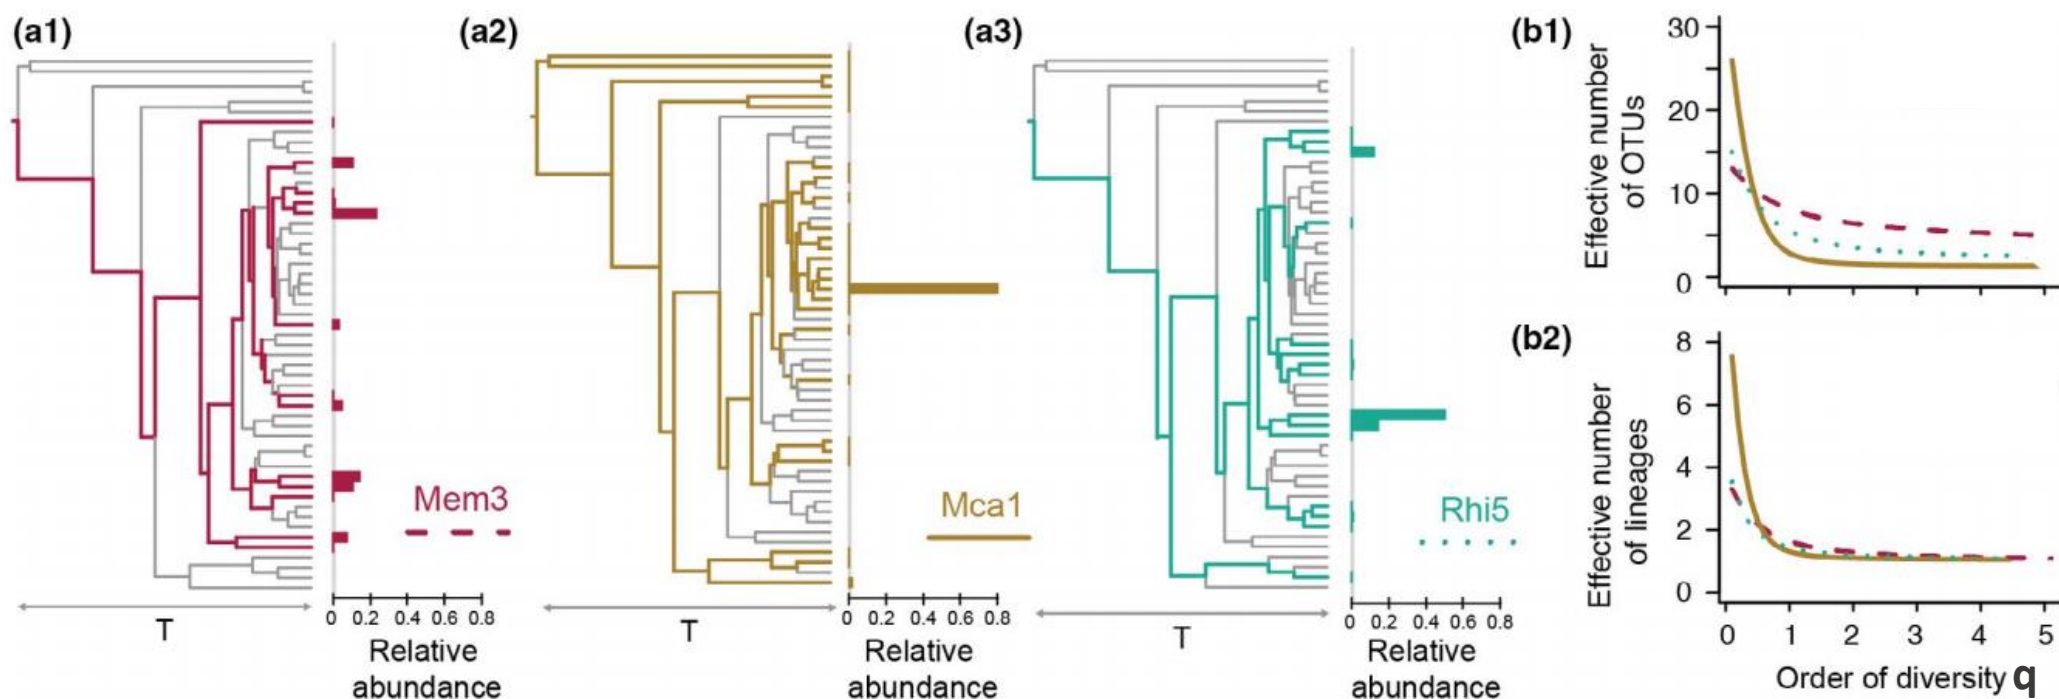 (a1)
Mem3
T
0 0.2 0.4 0.6 0.8
Relative
abundance
(a2)
Mca1
T
0 0.2 0.4 0.6 0.8
Relative
abundance
(a3)
Rhi5
T
0 0.2 0.4 0.6 0.8
Relative
abundance
(b1)
Effective number
of OTUs
30
20
10
0
(b2)
Effective number
of lineages
8
6
4
2
0
0 1 2 3 4 5
Order of diversity q